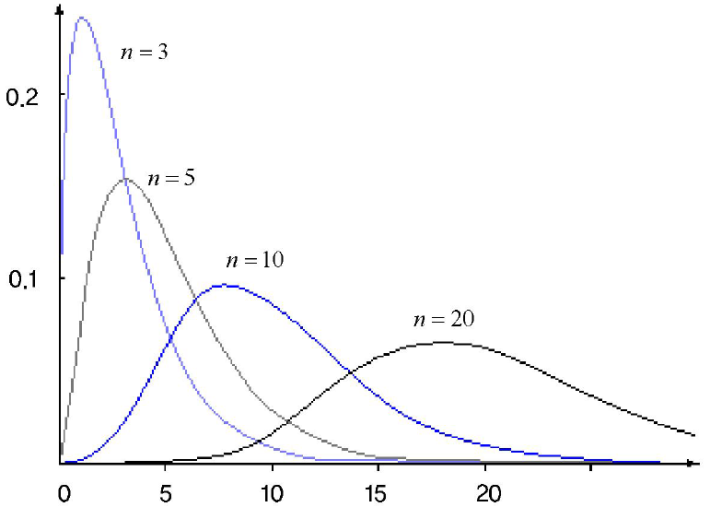 n = 3
0.2
n = 5
n = 10
0.1
n = 20
0 5 10 15 20